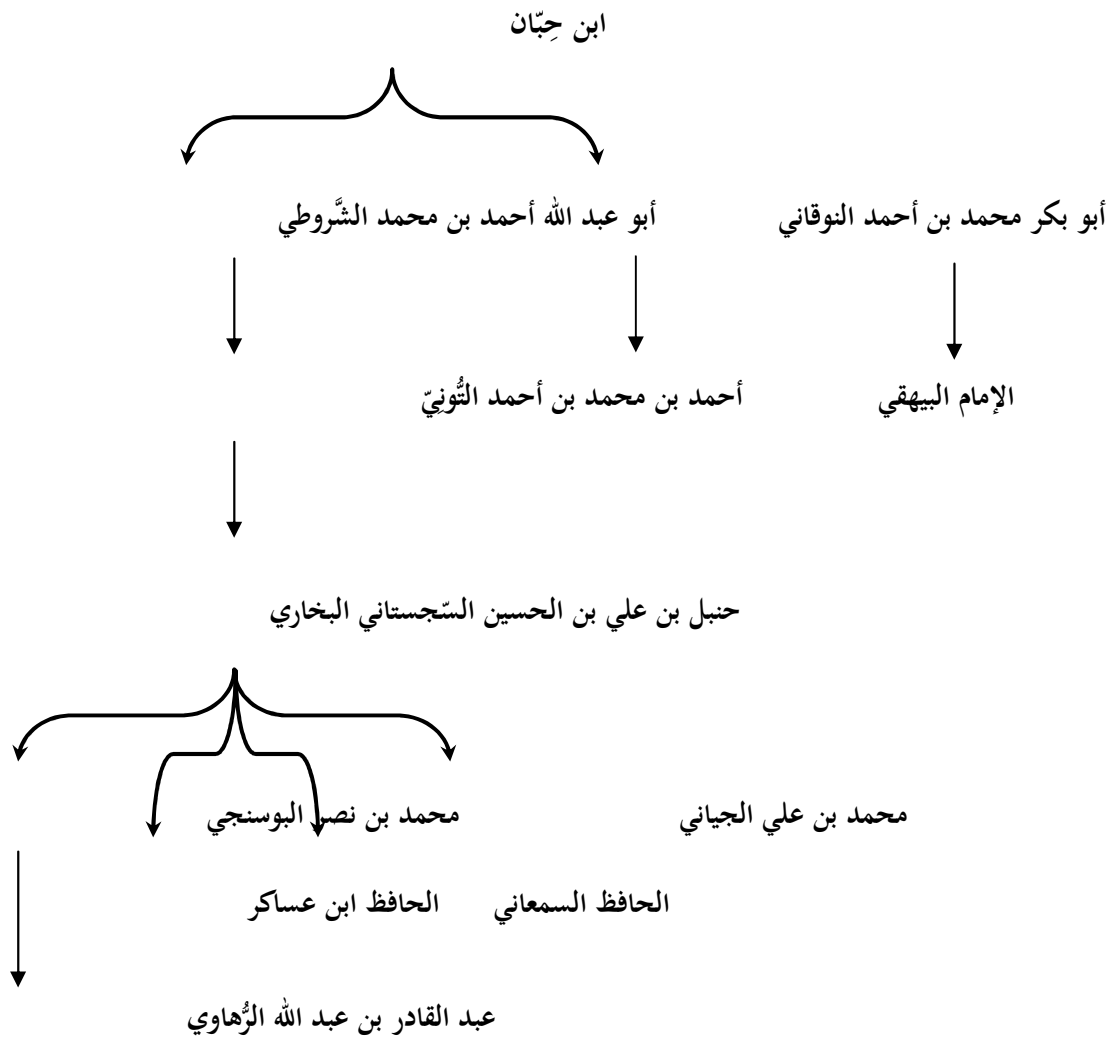 ابن حِبّان
أبو بكر محمد بن أحمد النوقاني أبو عبد الله أحمد بن محمد الشَّروطي
الإمام البيهقي أحمد بن محمد بن أحمد التُّونِيّ
حنبل بن علي بن الحسين السّجستاني البخاري
محمد بن علي الجياني محمد بن نصر البوسنجي
الحافظ السمعاني الحافظ ابن عساكر
عبد القادر بن عبد الله الرُّهاوي